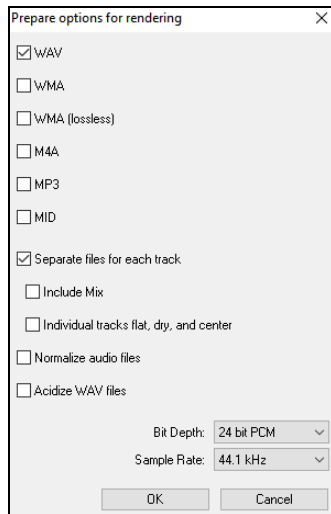 Prepare options for rendering
WAV
WMA
WMA (lossless)
M4A
MP3
MID
Separate files for each track
Include Mix
Individual tracks flat, dry, and center
Normalize audio files
Acidize WAV files
Bit Depth: 24 bit PCM
Sample Rate: 44.1 kHz
OK Cancel